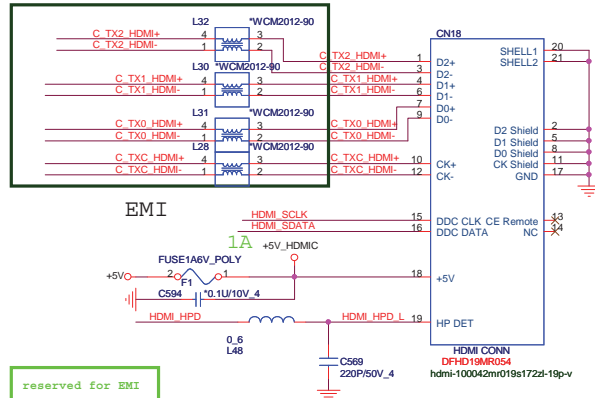 L32 *WCM2012-90
CN18
C_TX2_HDMI+ 4 3
C_TX2_HDMI- 1 2
SHELL1 20
SHELL2 21
C_TX2_HDMI+ 1 D2+
C_TX2_HDMI- 3 D2-
L30 *WCM2012-90
C_TX1_HDMI+ 4 3 C_TX1_HDMI+ 4 D1+
C_TX1_HDMI- 1 2 C_TX1_HDMI- 6 D1-
7 D0+
9 D0-
L31 *WCM2012-90
C_TX0_HDMI+ 4 3 C_TX0_HDMI+
C_TX0_HDMI- 1 2 C_TX0_HDMI-
D2 Shield 2
D1 Shield 5
D0 Shield 8
CK Shield 11
GND 17
L28 *WCM2012-90
C_TXC_HDMI+ 4 3 C_TXC_HDMI+ 10 CK+
C_TXC_HDMI- 1 2 C_TXC_HDMI- 12 CK-
EMI
HDMI_SCLK 15 DDC CLK CE Remote 13
HDMI_SDATA 16 DDC DATA NC 14
1A +5V_HDMIC
FUSE1A6V_POLY
+5V 2 1 18 +5V
F1
C594 *0.1U/10V_4
HDMI_HPD HDMI_HPD_L 19 HP DET
0_6
L48
C569
220P/50V_4
HDMI CONN
DFHD19MR054
hdmi-100042mr019s172zl-19p-v
reserved for EMI